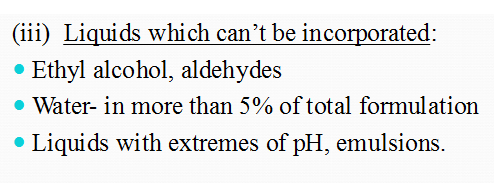 (iii) Liquids which can't be incorporated:
• Ethyl alcohol, aldehydes
• Water- in more than 5% of total formulation
• Liquids with extremes of pH, emulsions.